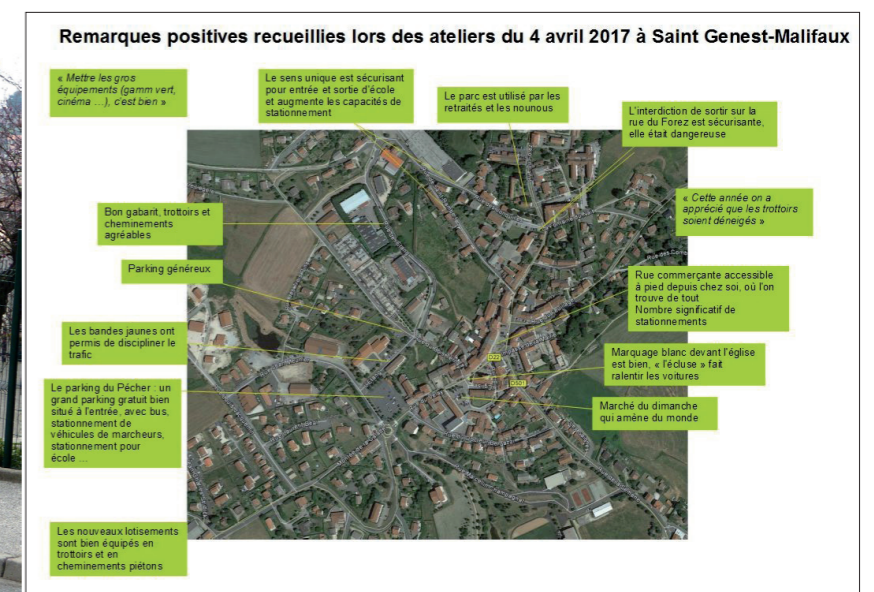 Remarques positives recueillies lors des ateliers du 4 avril 2017 à Saint Genest-Malifaux
« Mettre les gros
équipements (gamm vert,
cinéma …), c'est bien »
Le sens unique est sécurisant
pour entrée et sortie d'école
et augmente les capacités de
stationnement
Le parc est utilisé par les
retraités et les nounous
L'interdiction de sortir sur la
rue du Forez est sécurisante,
elle était dangereuse
« Cette année on a
apprécié que les trottoirs
soient déneigés »
Bon gabarit, trottoirs et
cheminements
agréables
Parking généreux
Rue commerçante accessible
à pied depuis chez soi, où l'on
trouve de tout
Nombre significatif de
stationnements
Les bandes jaunes ont
permis de discipliner le
trafic
Marquage blanc devant l'église
est bien, « l'écluse » fait
ralentir les voitures
Le parking du Pécher : un
grand parking gratuit bien
situé à l'entrée, avec bus,
stationnement de
véhicules de marcheurs,
stationnement pour
école …
Marché du dimanche
qui amène du monde
Les nouveaux lotisements
sont bien équipés en
trottoirs et en
cheminements piétons
D22
D501